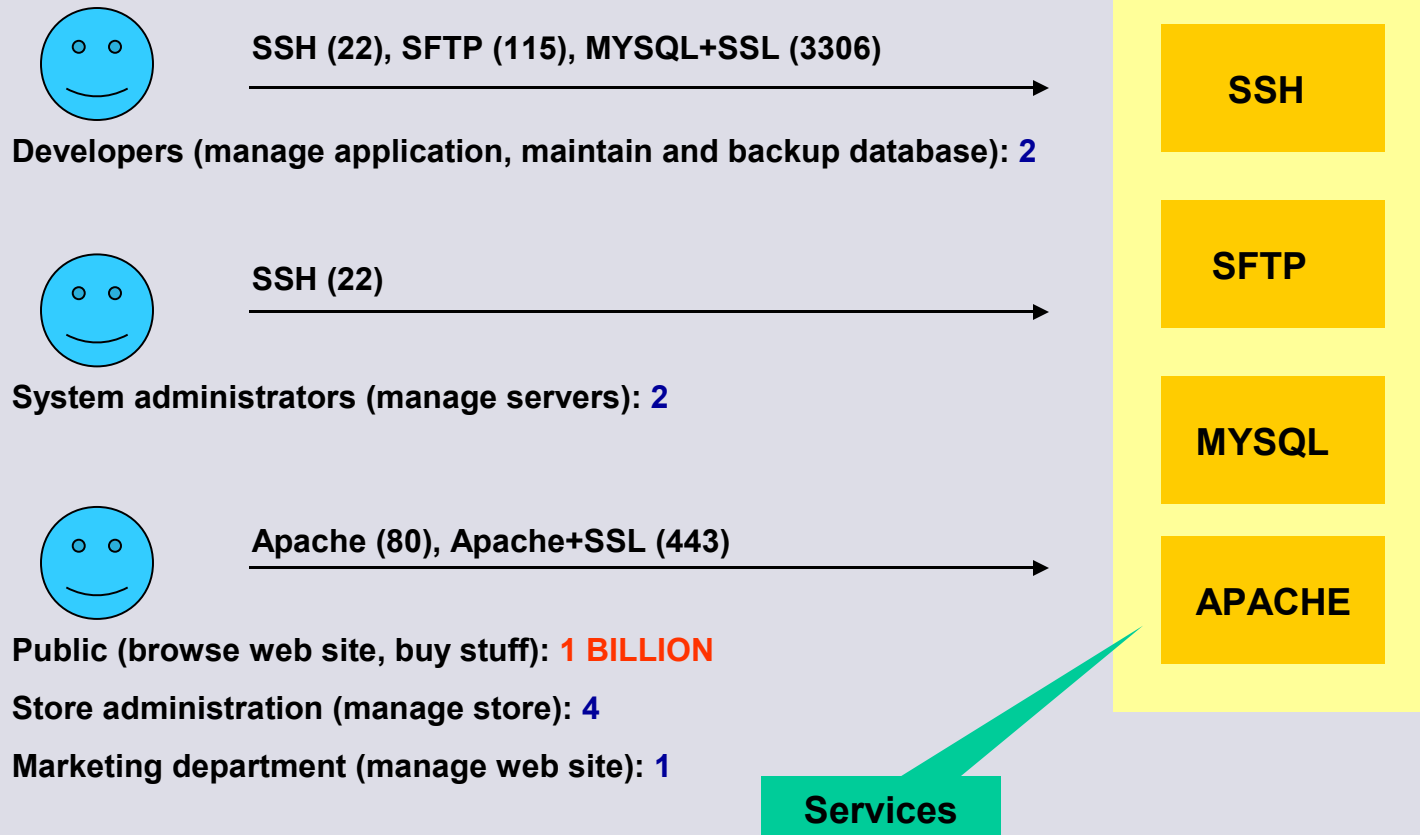 SSH (22), SFTP (115), MYSQL+SSL (3306)
Developers (manage application, maintain and backup database): 2
SSH (22)
System administrators (manage servers): 2
Apache (80), Apache+SSL (443)
Public (browse web site, buy stuff): 1 BILLION
Store administration (manage store): 4
Marketing department (manage web site): 1
SSH
SFTP
MYSQL
APACHE
Services